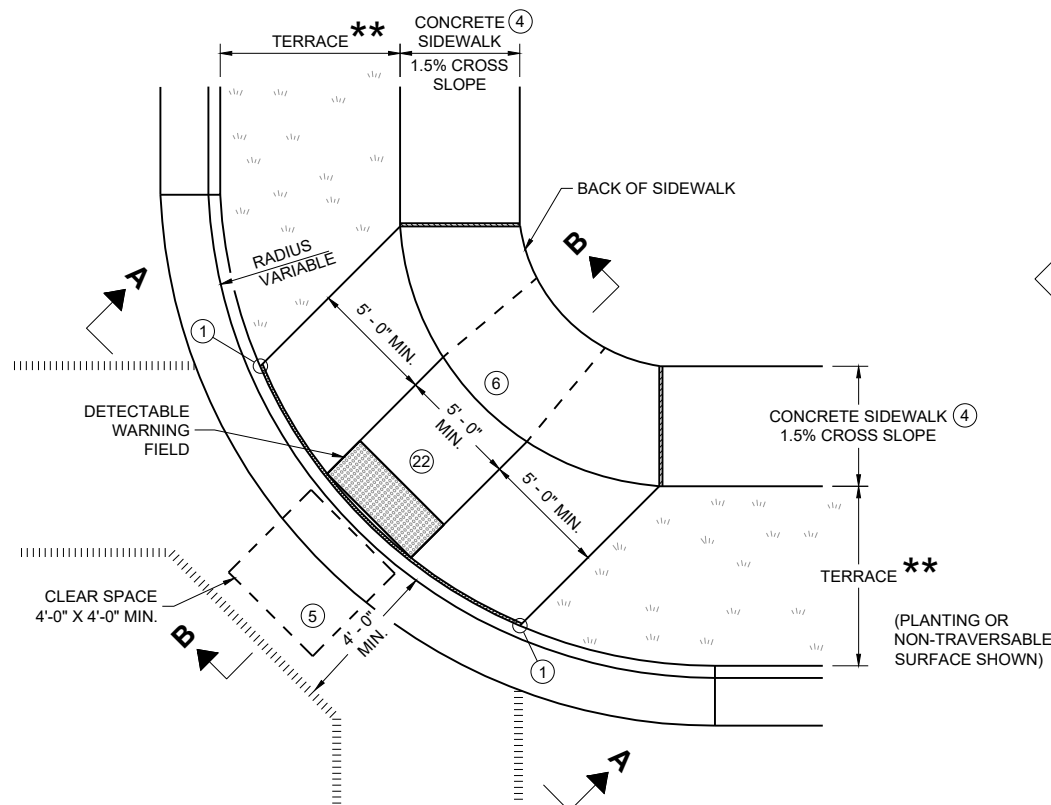 TERRACE **
CONCRETE 4
SIDEWALK
1.5% CROSS
SLOPE
BACK OF SIDEWALK
B
RADIUS
VARIABLE
A
1
5' - 0" MIN.
6
DETECTABLE
WARNING
FIELD
5' - 0"
MIN.
22
5' - 0" MIN.
CONCRETE SIDEWALK 4
1.5% CROSS SLOPE
CLEAR SPACE
4'-0" X 4'-0" MIN.
5
4' - 0"
MIN.
B
1
TERRACE **
(PLANTING OR
NON-TRAVERSABLE
SURFACE SHOWN)
A